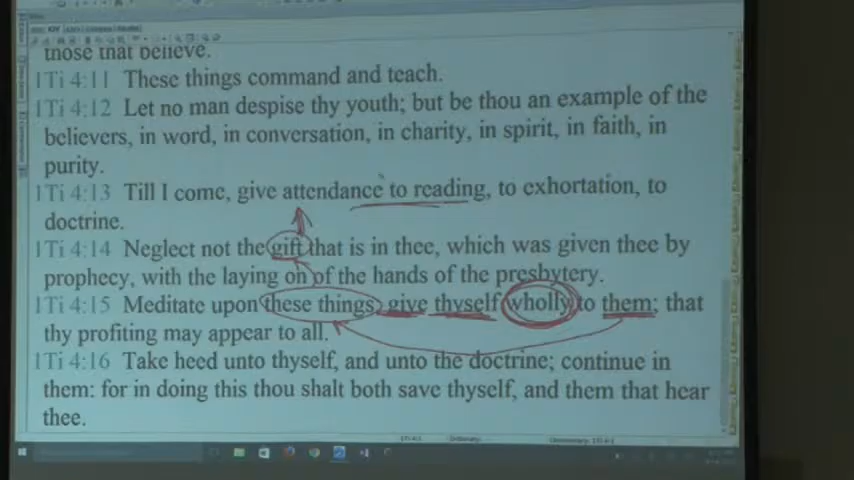 those that believe.
1Ti 4:11 These things command and teach.
1Ti 4:12 Let no man despise thy youth; but be thou an example of the
believers, in word, in conversation, in charity, in spirit, in faith, in
purity.
1Ti 4:13 Till I come, give attendance to reading, to exhortation, to
doctrine.
1Ti 4:14 Neglect not the gift that is in thee, which was given thee by
prophecy, with the laying on of the hands of the presbytery.
1Ti 4:15 Meditate upon these things; give thyself wholly to them; that
thy profiting may appear to all.
1Ti 4:16 Take heed unto thyself, and unto the doctrine; continue in
them: for in doing this thou shalt both save thyself, and them that hear
thee.